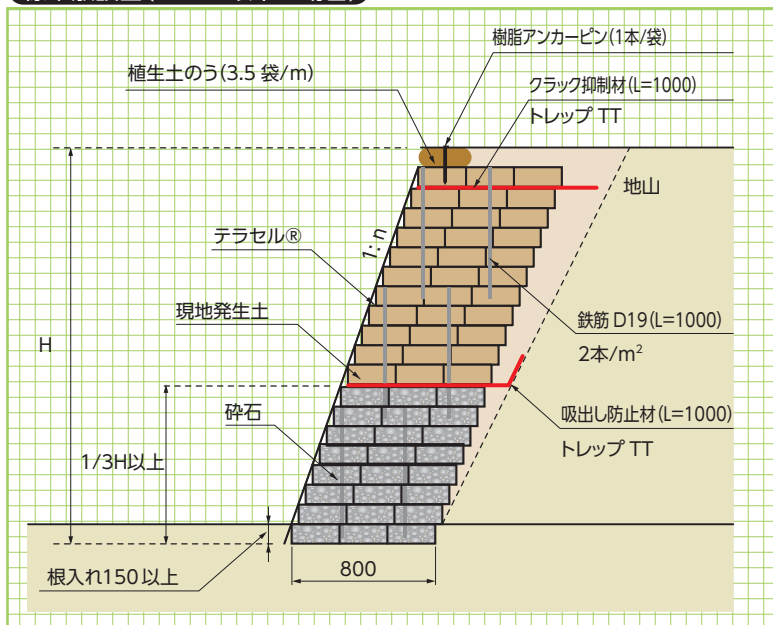 樹脂アンカーピン(1本/袋)
植生土のう(3.5 袋/m)
クラック抑制材(L=1000)
トレップ TT
地山
テラセル®
1: n
現地発生土
鉄筋 D19(L=1000)
2本/m²
H
砕石
吸出し防止材(L=1000)
トレップ TT
1/3H以上
根入れ150以上
800